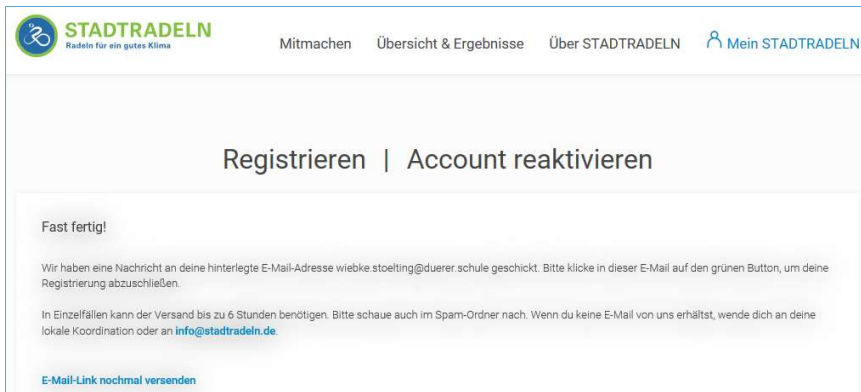 STADTRADELN
Radeln für ein gutes Klima
Mitmachen Übersicht & Ergebnisse Über STADTRADELN Mein STADTRADELN
Registrieren | Account reaktivieren
Fast fertig!
Wir haben eine Nachricht an deine hinterlegte E-Mail-Adresse wiebke.stoelting@duerer.schule geschickt. Bitte klicke in dieser E-Mail auf den grünen Button, um deine
Registrierung abzuschließen.
In Einzelfällen kann der Versand bis zu 6 Stunden benötigen. Bitte schaue auch im Spam-Ordner nach. Wenn du keine E-Mail von uns erhältst, wende dich an deine
lokale Koordination oder an info@stadtradeln.de.
E-Mail-Link nochmal versenden